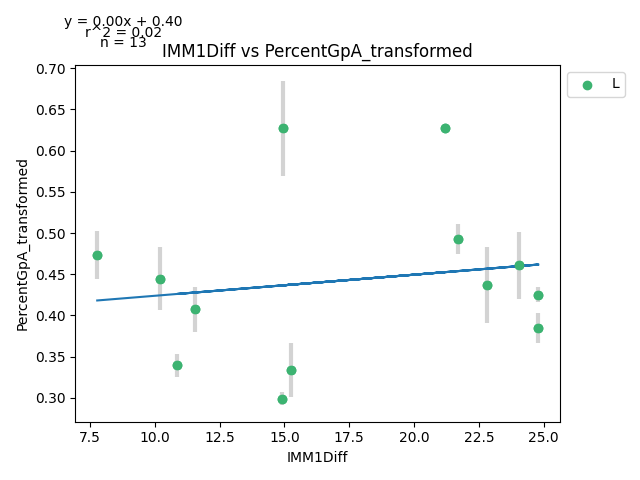 y = 0.00x + 0.40
r^2 = 0.02
n = 13
IMM1Diff vs PercentGpA_transformed
L
PercentGpA_transformed
0.70
0.65
0.60
0.55
0.50
0.45
0.40
0.35
0.30
7.5 10.0 12.5 15.0 17.5 20.0 22.5 25.0
IMM1Diff